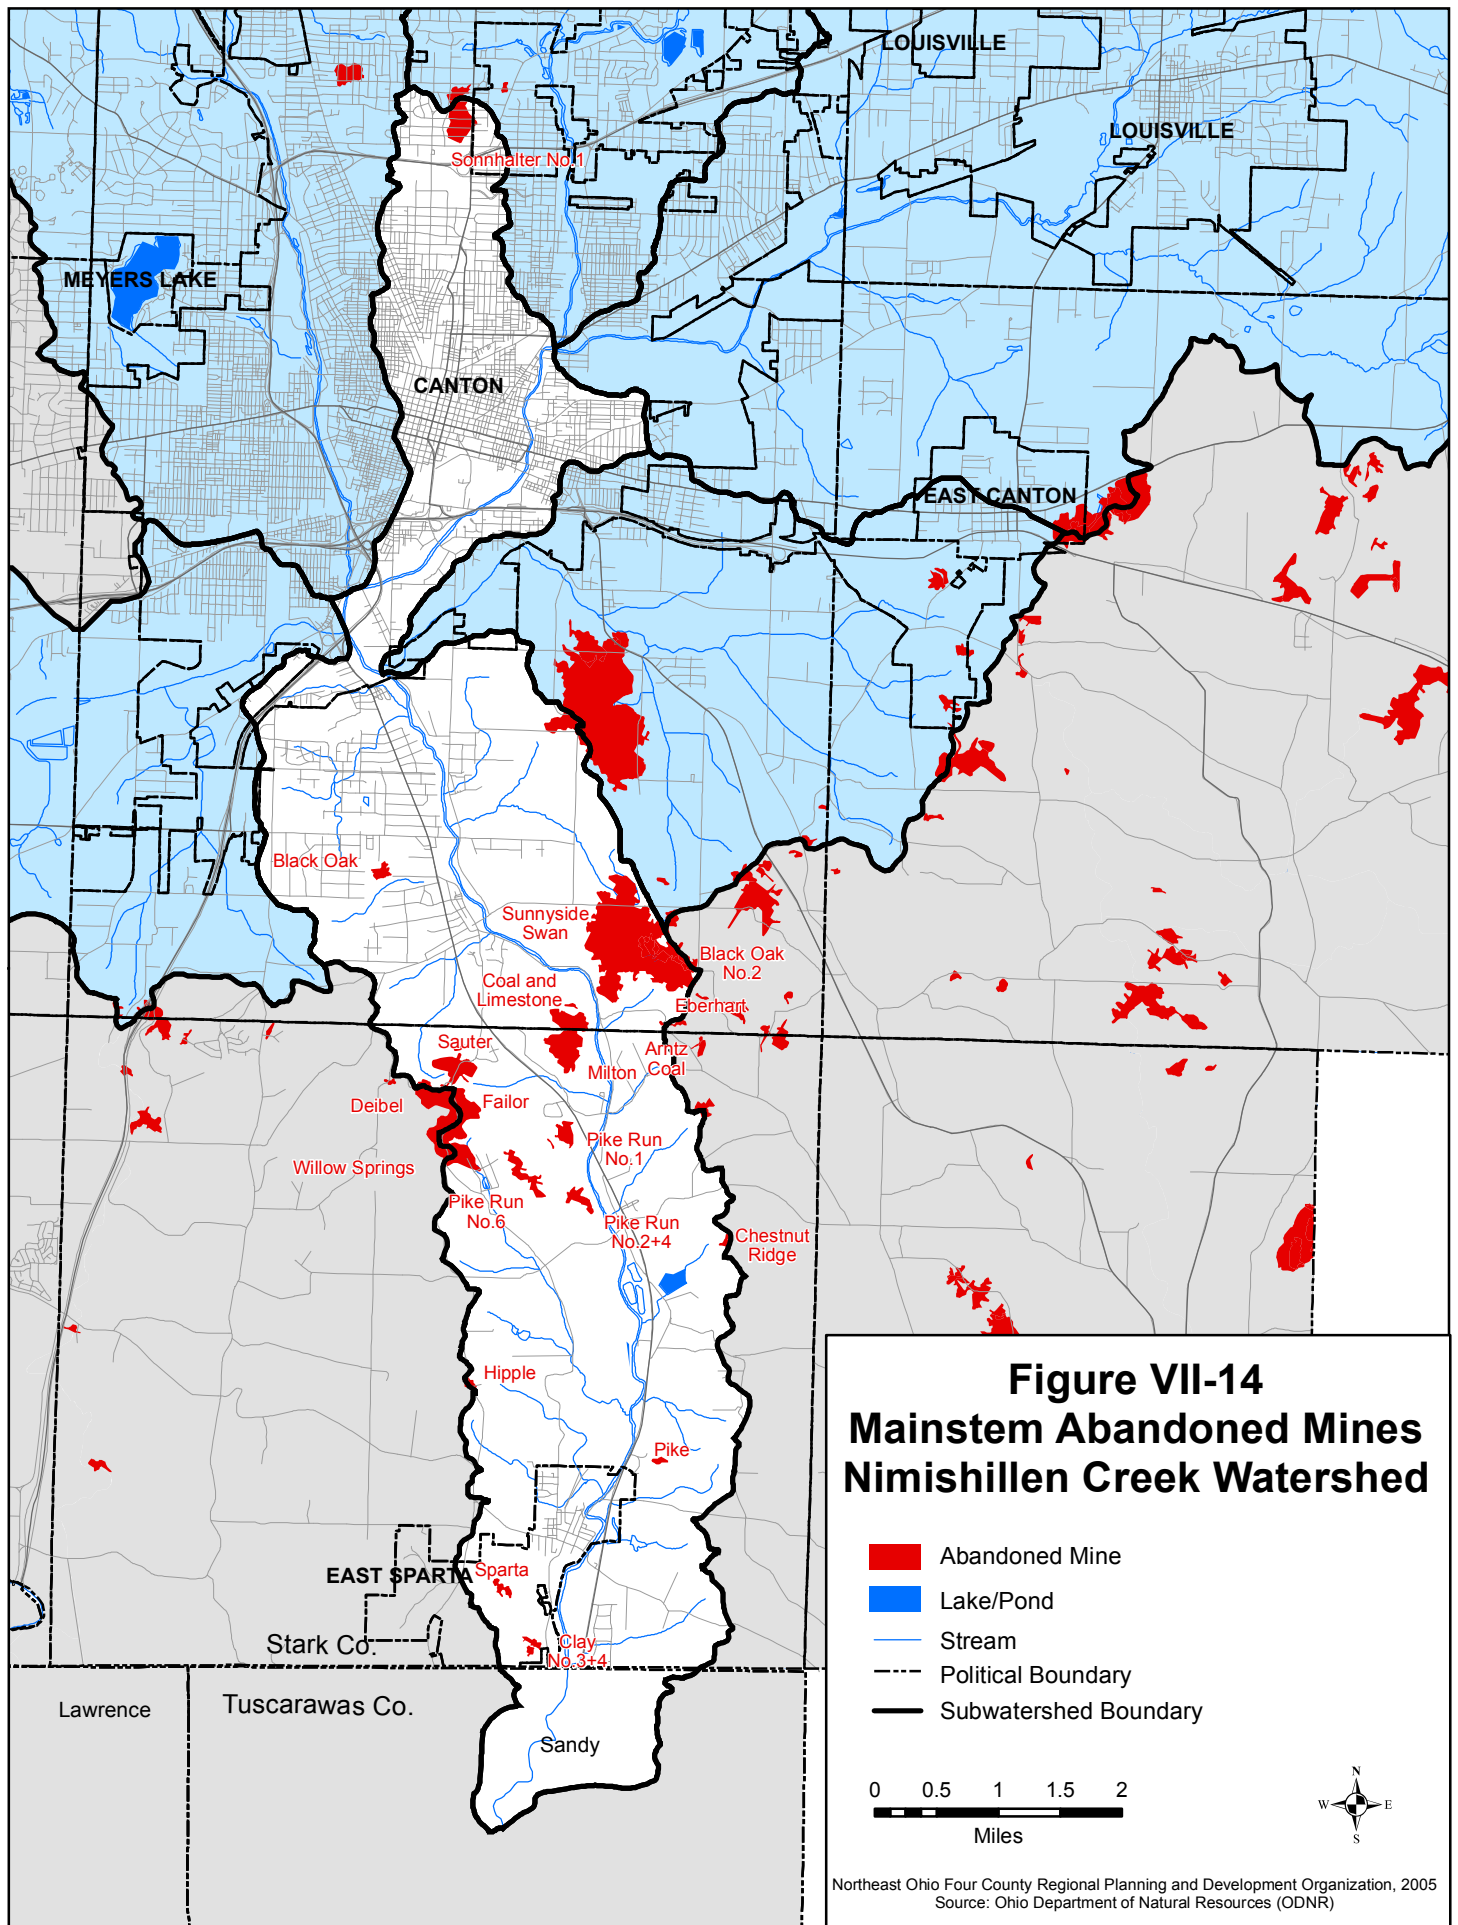 LOUISVILLE
LOUISVILLE
Sonnhalter No.1
MEYERS LAKE
CANTON
EAST CANTON
Black Oak
Sunnyside
Swan
Black Oak
No.2
Coal and
Limestone
Eberhart
Sauter
Arntz
Coal
Milton
Deibel
Failor
Pike Run
No.1
Willow Springs
Pike Run
No.6
Pike Run
No.2+4
Chestnut
Ridge
Hipple
Pike
EAST SPARTA
Sparta
Stark Co.
Clay
No.3+4
Lawrence
Tuscarawas Co.
Sandy
Figure VII-14
Mainstem Abandoned Mines
Nimishillen Creek Watershed
Abandoned Mine
Lake/Pond
Stream
Political Boundary
Subwatershed Boundary
0 0.5 1 1.5 2
Miles
N
W E
S
Northeast Ohio Four County Regional Planning and Development Organization, 2005
Source: Ohio Department of Natural Resources (ODNR)